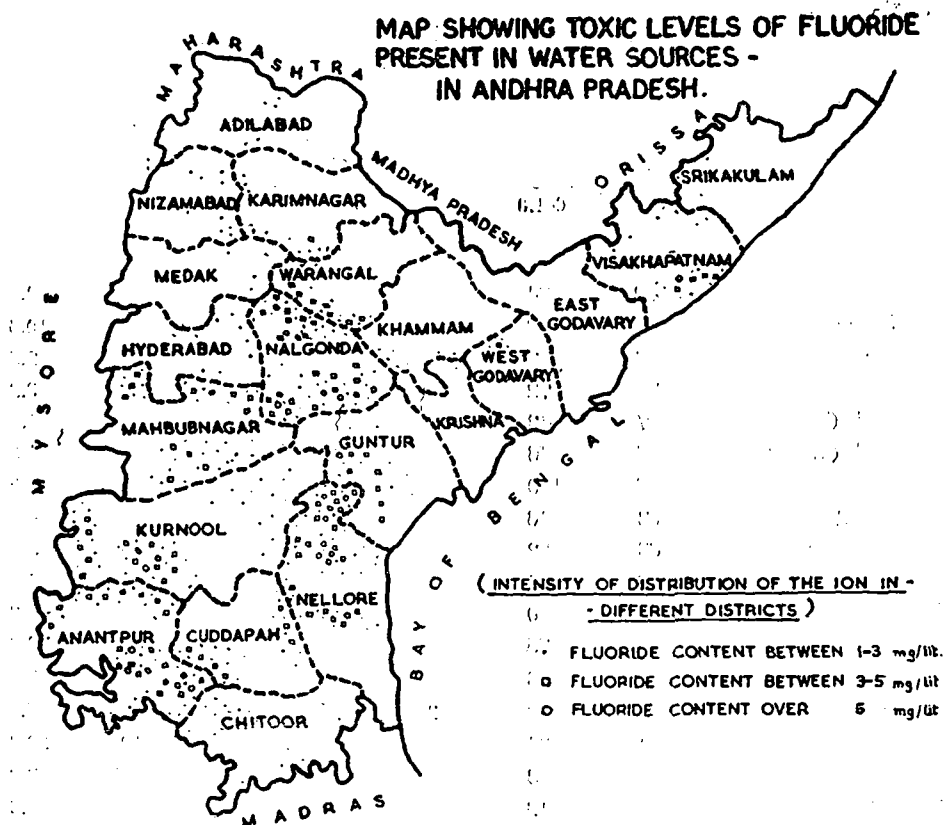 MAP SHOWING TOXIC LEVELS OF FLUORIDE
PRESENT IN WATER SOURCES -
IN ANDHRA PRADESH.
MAHARASHTRA
ADILABAD
MADHYA PRADESH
ORISSA
SRIKAKULAM
NIZAMABAD
KARIMNAGAR
VISAKHAPATNAM
MEDAK
WARANGAL
EAST
GODAVARY
MYSORE
HYDERABAD
NALGONDA
KHAMMAM
WEST
GODAVARY
MAHBUBNAGAR
GUNTUR
KRISHNA
BAY OF BENGAL
KURNOOL
NELLORE
ANANTPUR
CUDDAPAH
CHITOOR
MADRAS
(INTENSITY OF DISTRIBUTION OF THE ION IN -
- DIFFERENT DISTRICTS)
FLUORIDE CONTENT BETWEEN 1-3 mg/lit.
FLUORIDE CONTENT BETWEEN 3-5 mg/lit
FLUORIDE CONTENT OVER 5 mg/lit